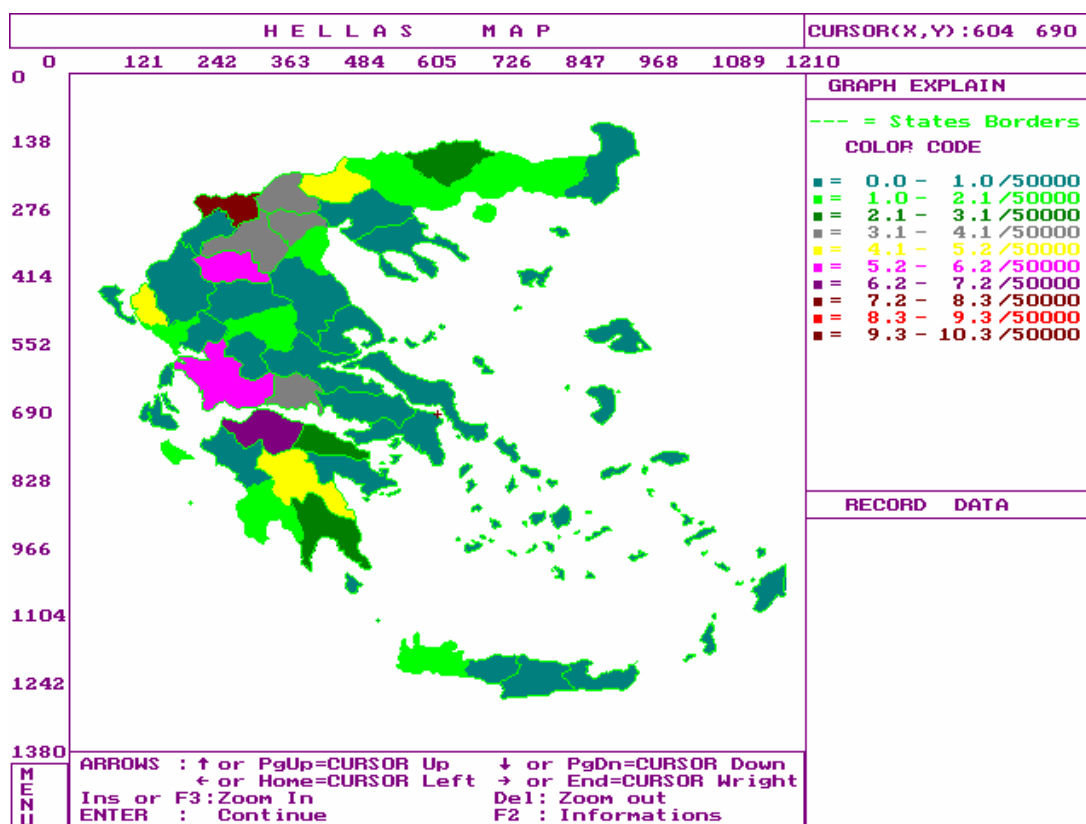 HELLAS MAP
CURSOR(X,Y):604 690
0 121 242 363 484 605 726 847 968 1089 1210
0
138
276
414
552
690
828
966
1104
1242
1380
GRAPH EXPLAIN
--- = States Borders
COLOR CODE
= 0.0 - 1.0/50000
= 1.0 - 2.1/50000
= 2.1 - 3.1/50000
= 3.1 - 4.1/50000
= 4.1 - 5.2/50000
= 5.2 - 6.2/50000
= 6.2 - 7.2/50000
= 7.2 - 8.3/50000
= 8.3 - 9.3/50000
= 9.3 - 10.3/50000
RECORD DATA
MENU
ARROWS : ↑ or PgUp=CURSOR Up ↓ or PgDn=CURSOR Down
← or Home=CURSOR Left → or End=CURSOR Wright
Ins or F3:Zoom In Del: Zoom out
ENTER : Continue F2 : Informations